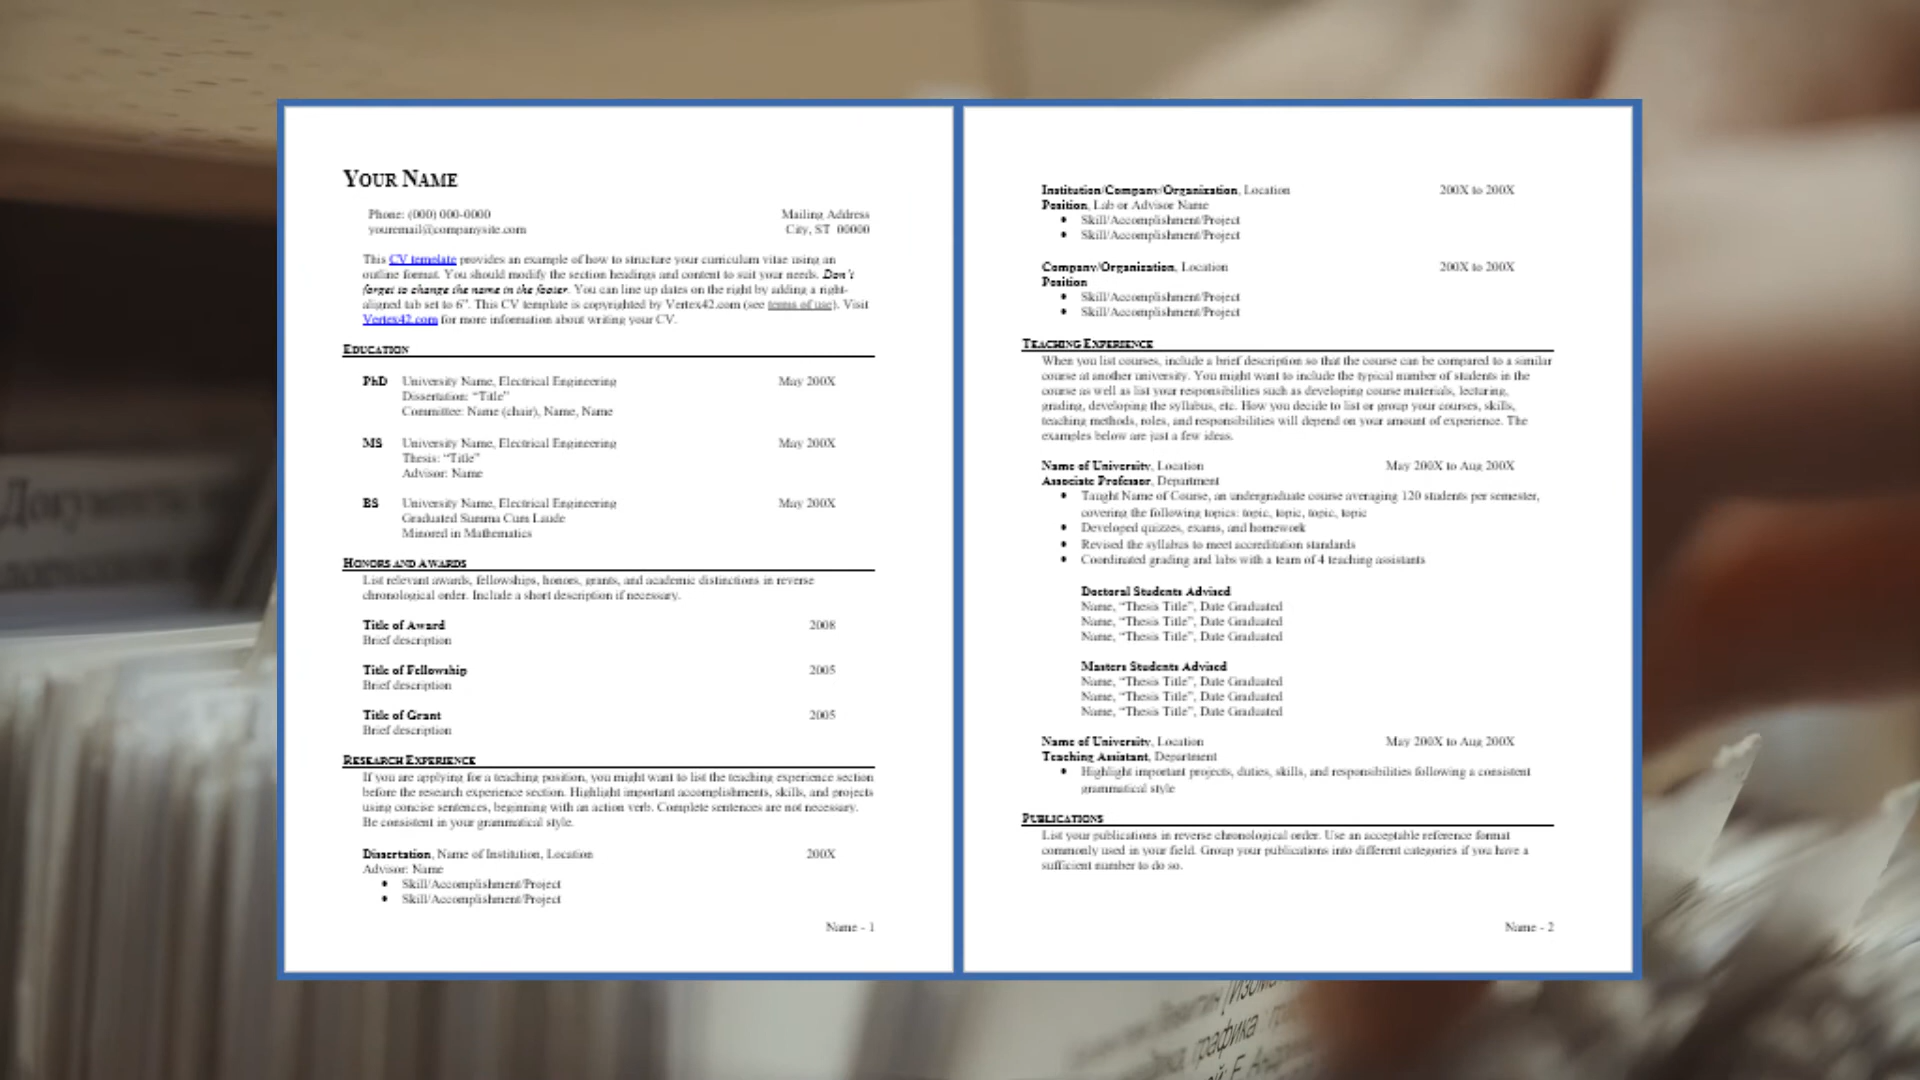 YOUR NAME
Phone: (000) 000-0000
Mailing Address
youremail@companysite.com
City, ST 00000
This CV template provides an example of how to structure your curriculum vitae using an
outline format. You should modify the section headings and content to suit your needs. Don't
forget to change the name in the footer. You can line up dates on the right by adding a right-
aligned tab set to 6". This CV template is copyrighted by Vertex42.com (see terms of use). Visit
Vertex42.com for more information about writing your CV.
EDUCATION
PhD University Name, Electrical Engineering May 200X
Dissertation: "Title"
Committee: Name (chair), Name, Name
MS University Name, Electrical Engineering May 200X
Thesis: "Title"
Advisor: Name
BS University Name, Electrical Engineering May 200X
Graduated Summa Cum Laude
Minored in Mathematics
HONORS AND AWARDS
List relevant awards, fellowships, honors, grants, and academic distinctions in reverse
chronological order. Include a short description if necessary.
Title of Award 2008
Brief description
Title of Fellowship 2005
Brief description
Title of Grant 2005
Brief description
RESEARCH EXPERIENCE
If you are applying for a teaching position, you might want to list the teaching experience section
before the research experience section. Highlight important accomplishments, skills, and projects
using concise sentences, beginning with an action verb. Complete sentences are not necessary.
Be consistent in your grammatical style.
Dissertation, Name of Institution, Location 200X
Advisor: Name
• Skill/Accomplishment/Project
• Skill/Accomplishment/Project
Name - 1
Institution/Company/Organization, Location 200X to 200X
Position, Lab or Advisor Name
• Skill/Accomplishment/Project
• Skill/Accomplishment/Project
Company/Organization, Location 200X to 200X
Position
• Skill/Accomplishment/Project
• Skill/Accomplishment/Project
TEACHING EXPERIENCE
When you list courses, include a brief description so that the course can be compared to a similar
course at another university. You might want to include the typical number of students in the
course as well as list your responsibilities such as developing course materials, lecturing,
grading, developing the syllabus, etc. How you decide to list or group your courses, skills,
teaching methods, roles, and responsibilities will depend on your amount of experience. The
examples below are just a few ideas.
Name of University, Location May 200X to Aug 200X
Associate Professor, Department
• Taught Name of Course, an undergraduate course averaging 120 students per semester,
covering the following topics: topic, topic, topic, topic
• Developed quizzes, exams, and homework
• Revised the syllabus to meet accreditation standards
• Coordinated grading and labs with a team of 4 teaching assistants
Doctoral Students Advised
Name, "Thesis Title", Date Graduated
Name, "Thesis Title", Date Graduated
Name, "Thesis Title", Date Graduated
Masters Students Advised
Name, "Thesis Title", Date Graduated
Name, "Thesis Title", Date Graduated
Name, "Thesis Title", Date Graduated
Name of University, Location May 200X to Aug 200X
Teaching Assistant, Department
• Highlight important projects, duties, skills, and responsibilities following a consistent
grammatical style
PUBLICATIONS
List your publications in reverse chronological order. Use an acceptable reference format
commonly used in your field. Group your publications into different categories if you have a
sufficient number to do so.
Name - 2
графика